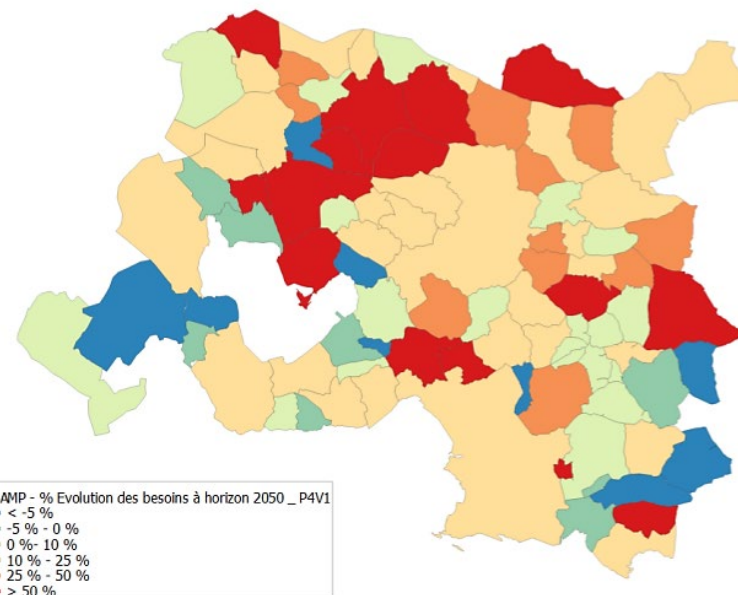 AMP - % Evolution des besoins à horizon 2050 _ P4V1
< -5 %
-5 % - 0 %
0 %- 10 %
10 % - 25 %
25 % - 50 %
> 50 %